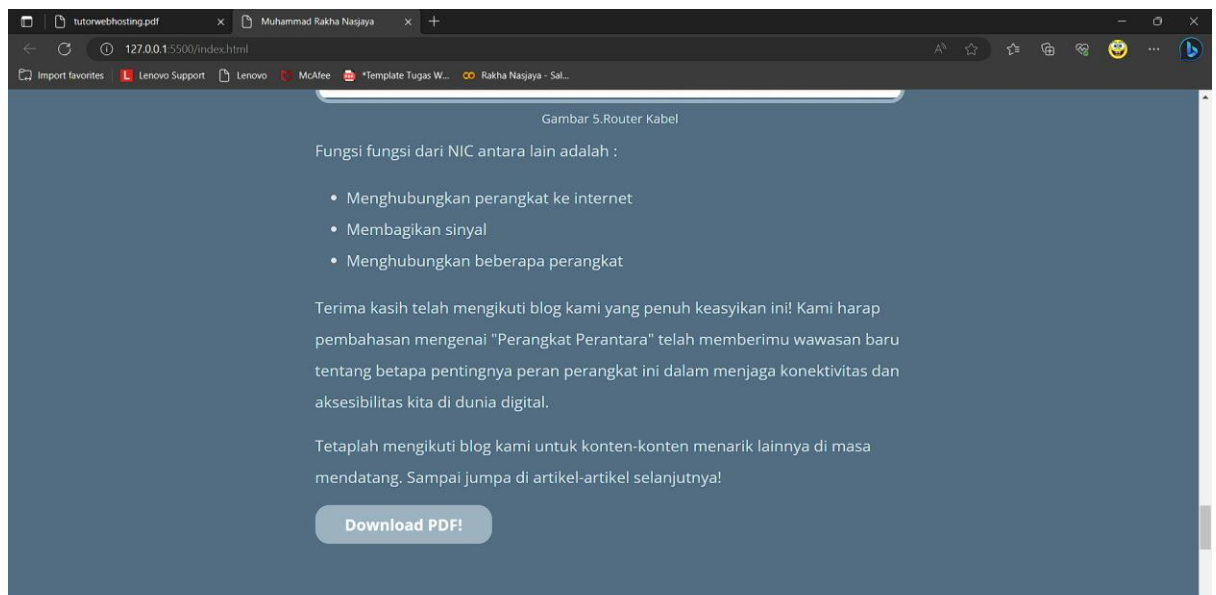 tutorwebhosting.pdf
Muhammad Rakha Nasjaya
127.0.0.1:5500/index.html
Import favorites
Lenovo Support
Lenovo
McAfee
*Template Tugas W...
Rakha Nasjaya - Sal...
Gambar 5.Router Kabel
Fungsi fungsi dari NIC antara lain adalah :
• Menghubungkan perangkat ke internet
• Membagikan sinyal
• Menghubungkan beberapa perangkat
Terima kasih telah mengikuti blog kami yang penuh keasyikan ini! Kami harap
pembahasan mengenai "Perangkat Perantara" telah memberimu wawasan baru
tentang betapa pentingnya peran perangkat ini dalam menjaga konektivitas dan
aksesibilitas kita di dunia digital.
Tetaplah mengikuti blog kami untuk konten-konten menarik lainnya di masa
mendatang. Sampai jumpa di artikel-artikel selanjutnya!
Download PDF!